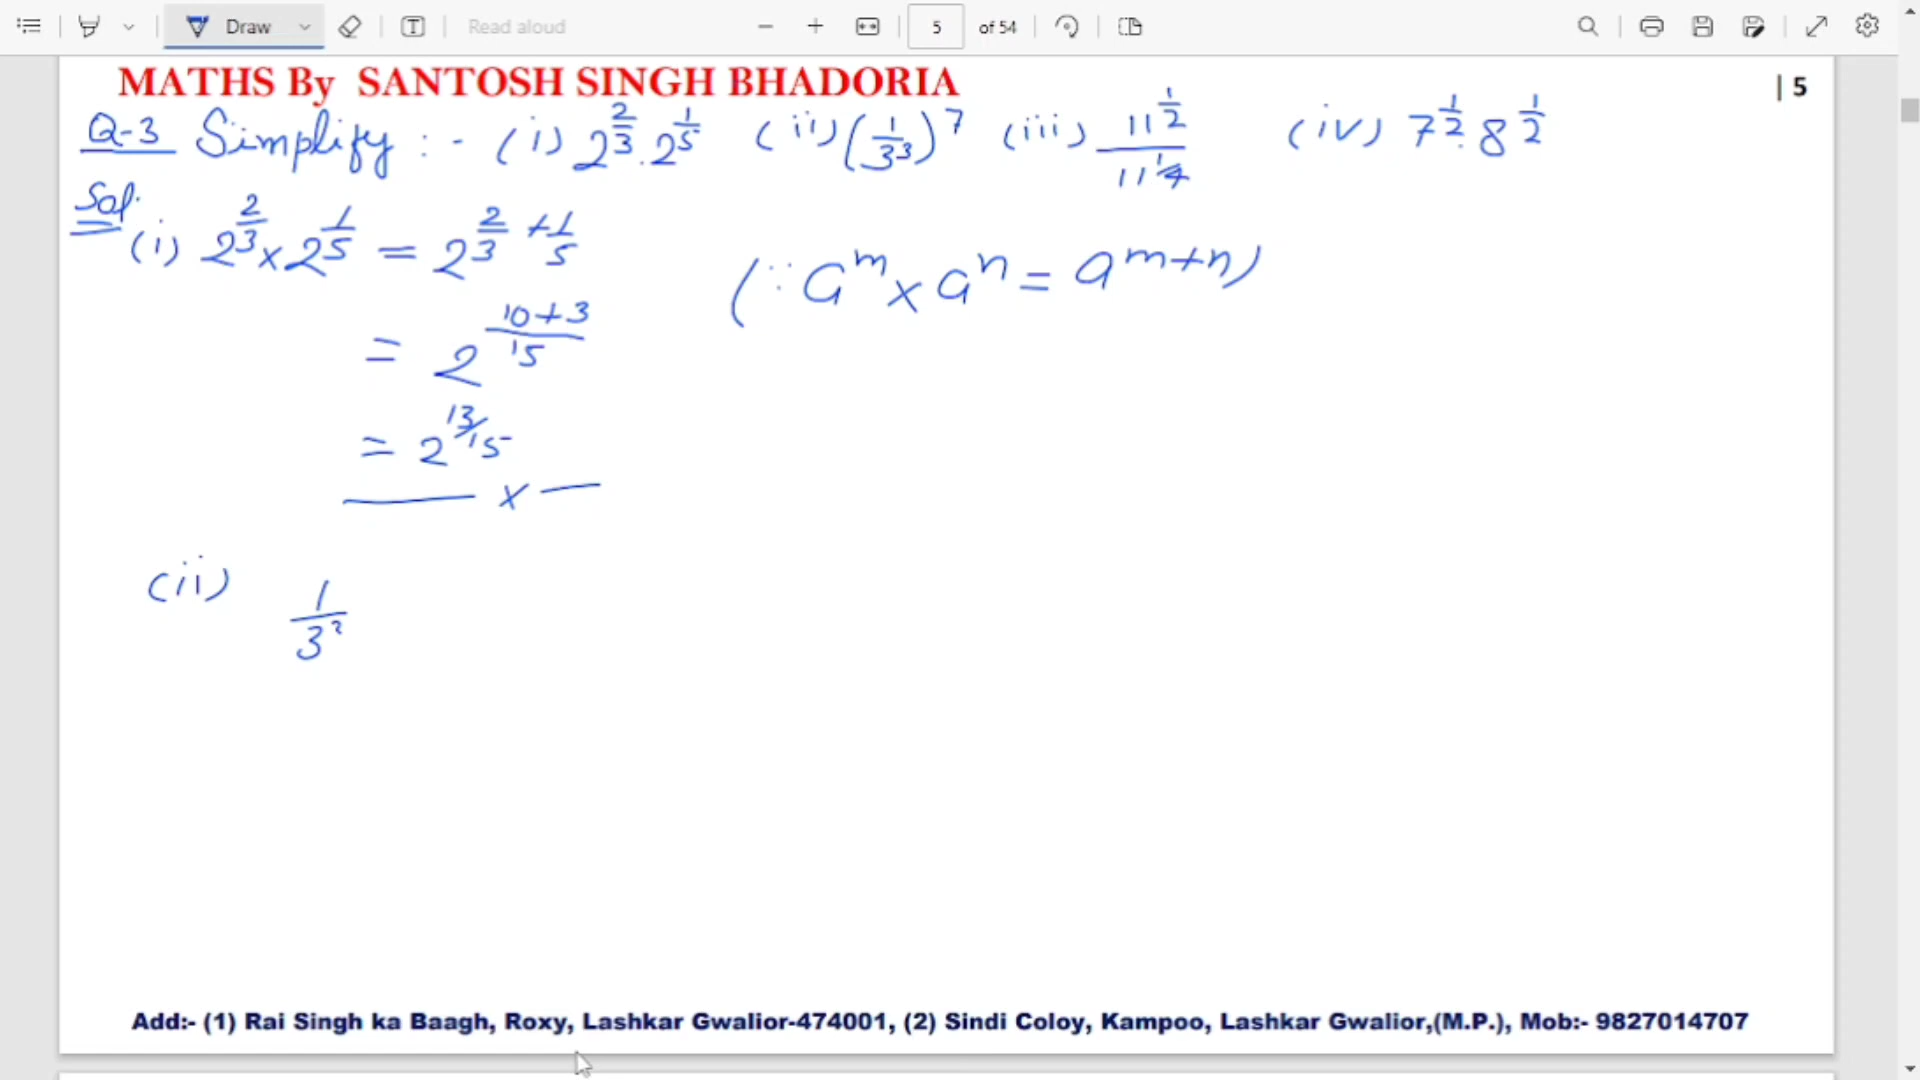 Read aloud
Draw
5 of 54
MATHS By SANTOSH SINGH BHADORIA | 5
Q-3 Simplify :- (i) 2^{2/3} . 2^{1/5} (ii) (1/3^3)^7 (iii) 11^{1/2} / 11^{1/4} (iv) 7^{1/2} . 8^{1/2}
Sol.
(i) 2^{2/3} × 2^{1/5} = 2^{2/3 + 1/5} (∵ a^m × a^n = a^{m+n})
= 2^{(10+3)/15}
= 2^{13/15}
— × —
(ii) 1/3^2
Add:- (1) Rai Singh ka Baagh, Roxy, Lashkar Gwalior-474001, (2) Sindi Coloy, Kampoo, Lashkar Gwalior,(M.P.), Mob:- 9827014707